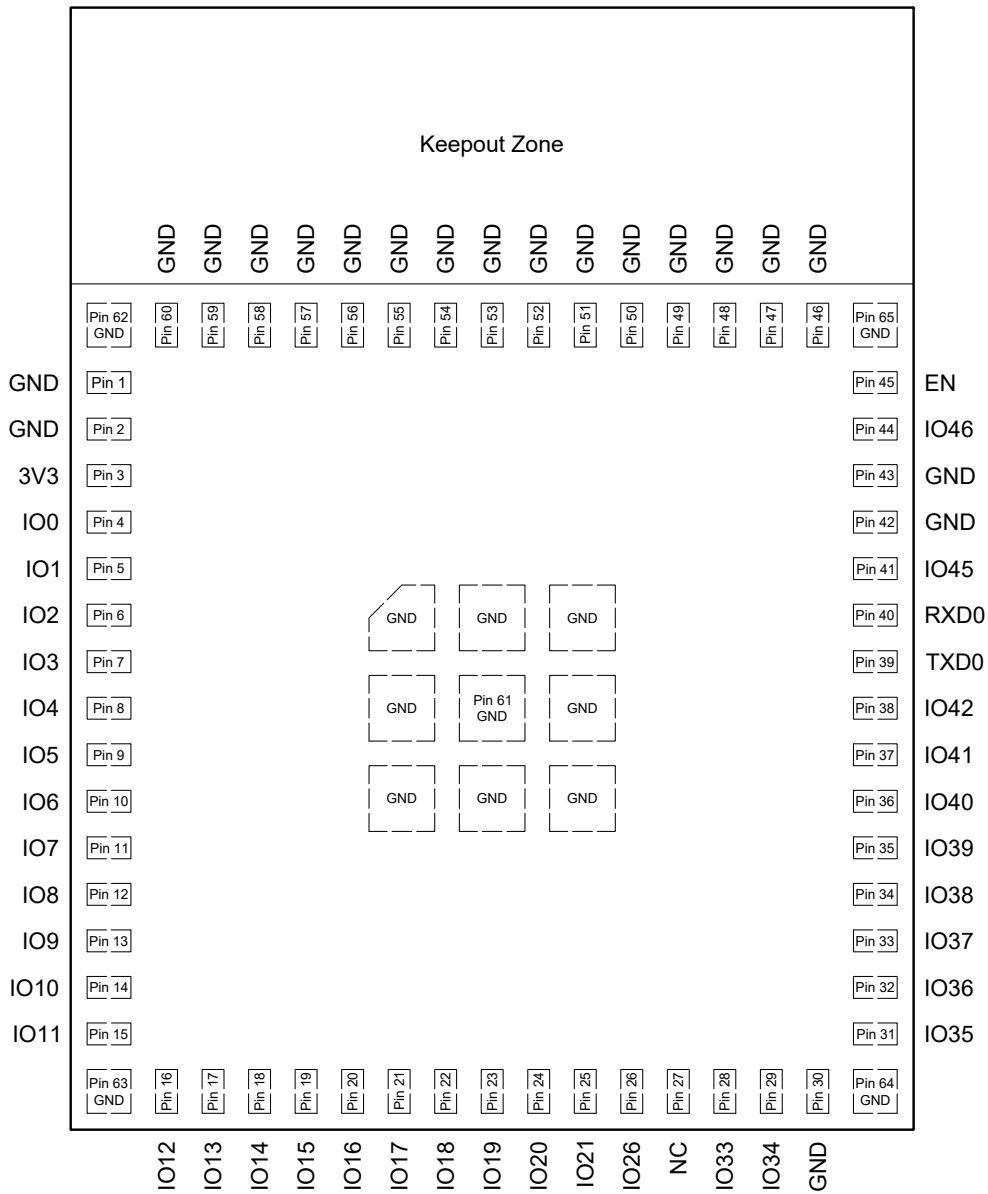 Keepout Zone
GND GND GND GND GND GND GND GND GND GND GND GND GND GND GND
Pin 62 GND Pin 60 Pin 59 Pin 58 Pin 57 Pin 56 Pin 55 Pin 54 Pin 53 Pin 52 Pin 51 Pin 50 Pin 49 Pin 48 Pin 47 Pin 46 Pin 65 GND
GND Pin 1 Pin 45 EN
GND Pin 2 Pin 44 IO46
3V3 Pin 3 Pin 43 GND
IO0 Pin 4 Pin 42 GND
IO1 Pin 5 Pin 41 IO45
IO2 Pin 6 GND GND GND Pin 40 RXD0
IO3 Pin 7 Pin 39 TXD0
IO4 Pin 8 GND Pin 61 GND GND Pin 38 IO42
IO5 Pin 9 Pin 37 IO41
IO6 Pin 10 GND GND GND Pin 36 IO40
IO7 Pin 11 Pin 35 IO39
IO8 Pin 12 Pin 34 IO38
IO9 Pin 13 Pin 33 IO37
IO10 Pin 14 Pin 32 IO36
IO11 Pin 15 Pin 31 IO35
Pin 63 GND Pin 16 Pin 17 Pin 18 Pin 19 Pin 20 Pin 21 Pin 22 Pin 23 Pin 24 Pin 25 Pin 26 Pin 27 Pin 28 Pin 29 Pin 30 Pin 64 GND
IO12 IO13 IO14 IO15 IO16 IO17 IO18 IO19 IO20 IO21 IO26 NC IO33 IO34 GND